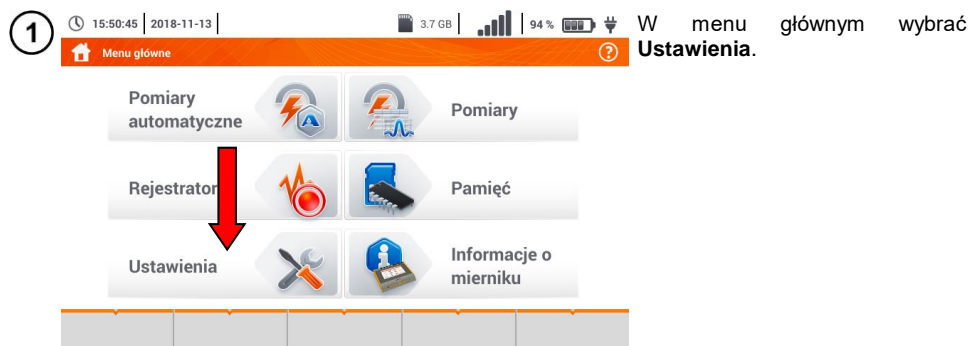 1
15:50:45 2018-11-13 3.7 GB 94 %
Menu główne ?
Pomiary
automatyczne
A
Pomiary
Rejestrator
Pamięć
Ustawienia
Informacje o
mierniku
W menu głównym wybrać
Ustawienia.